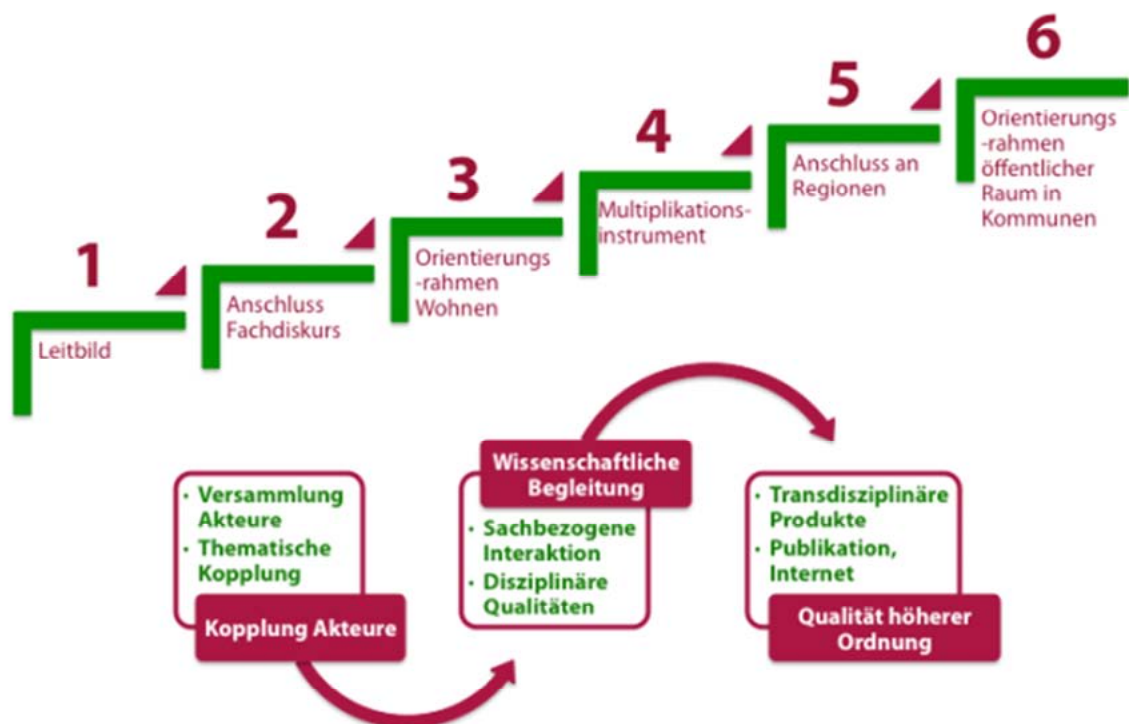 1
Leitbild
2
Anschluss
Fachdiskurs
3
Orientierungs
-rahmen
Wohnen
4
Multiplikations-
instrument
5
Anschluss an
Regionen
6
Orientierungs
-rahmen
öffentlicher
Raum in
Kommunen
• Versammlung
Akteure
• Thematische
Kopplung
Kopplung Akteure
Wissenschaftliche
Begleitung
• Sachbezogene
Interaktion
• Disziplinäre
Qualitäten
• Transdisziplinäre
Produkte
• Publikation,
Internet
Qualität höherer
Ordnung